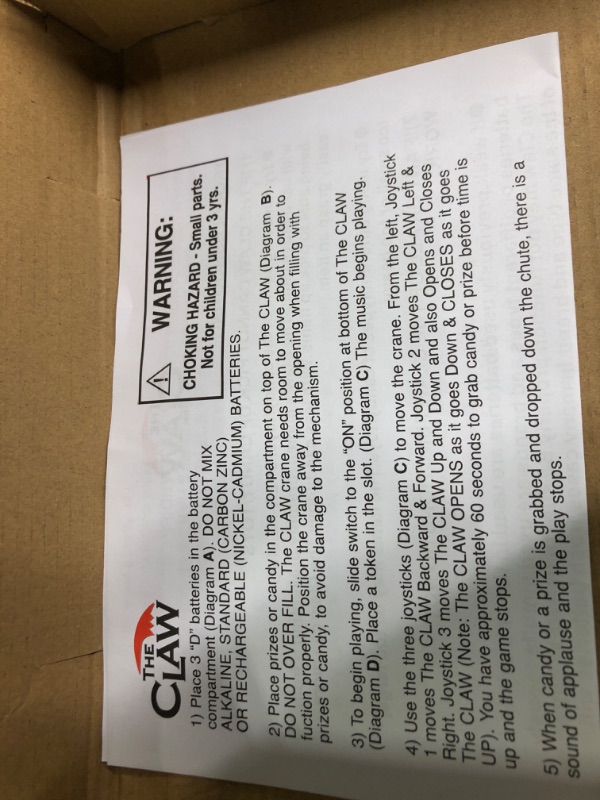 THE
CLAW
WARNING:
CHOKING HAZARD - Small parts.
Not for children under 3 yrs.
1) Place 3 “D” batteries in the battery
compartment (Diagram A). DO NOT MIX
ALKALINE, STANDARD (CARBON ZINC)
OR RECHARGEABLE (NICKEL-CADMIUM) BATTERIES.
2) Place prizes or candy in the compartment on top of The CLAW (Diagram B).
DO NOT OVER FILL. The CLAW crane needs room to move about in order to
fuction properly. Position the crane away from the opening when filling with
prizes or candy, to avoid damage to the mechanism.
3) To begin playing, slide switch to the “ON” position at bottom of The CLAW
(Diagram D). Place a token in the slot. (Diagram C) The music begins playing.
4) Use the three joysticks (Diagram C) to move the crane. From the left, Joystick
1 moves The CLAW Backward & Forward. Joystick 2 moves The CLAW Left &
Right. Joystick 3 moves The CLAW Up and Down and also Opens and Closes
The CLAW (Note: The CLAW OPENS as it goes Down & CLOSES as it goes
UP). You have approximately 60 seconds to grab candy or prize before time is
up and the game stops.
5) When candy or a prize is grabbed and dropped down the chute, there is a
sound of applause and the play stops.